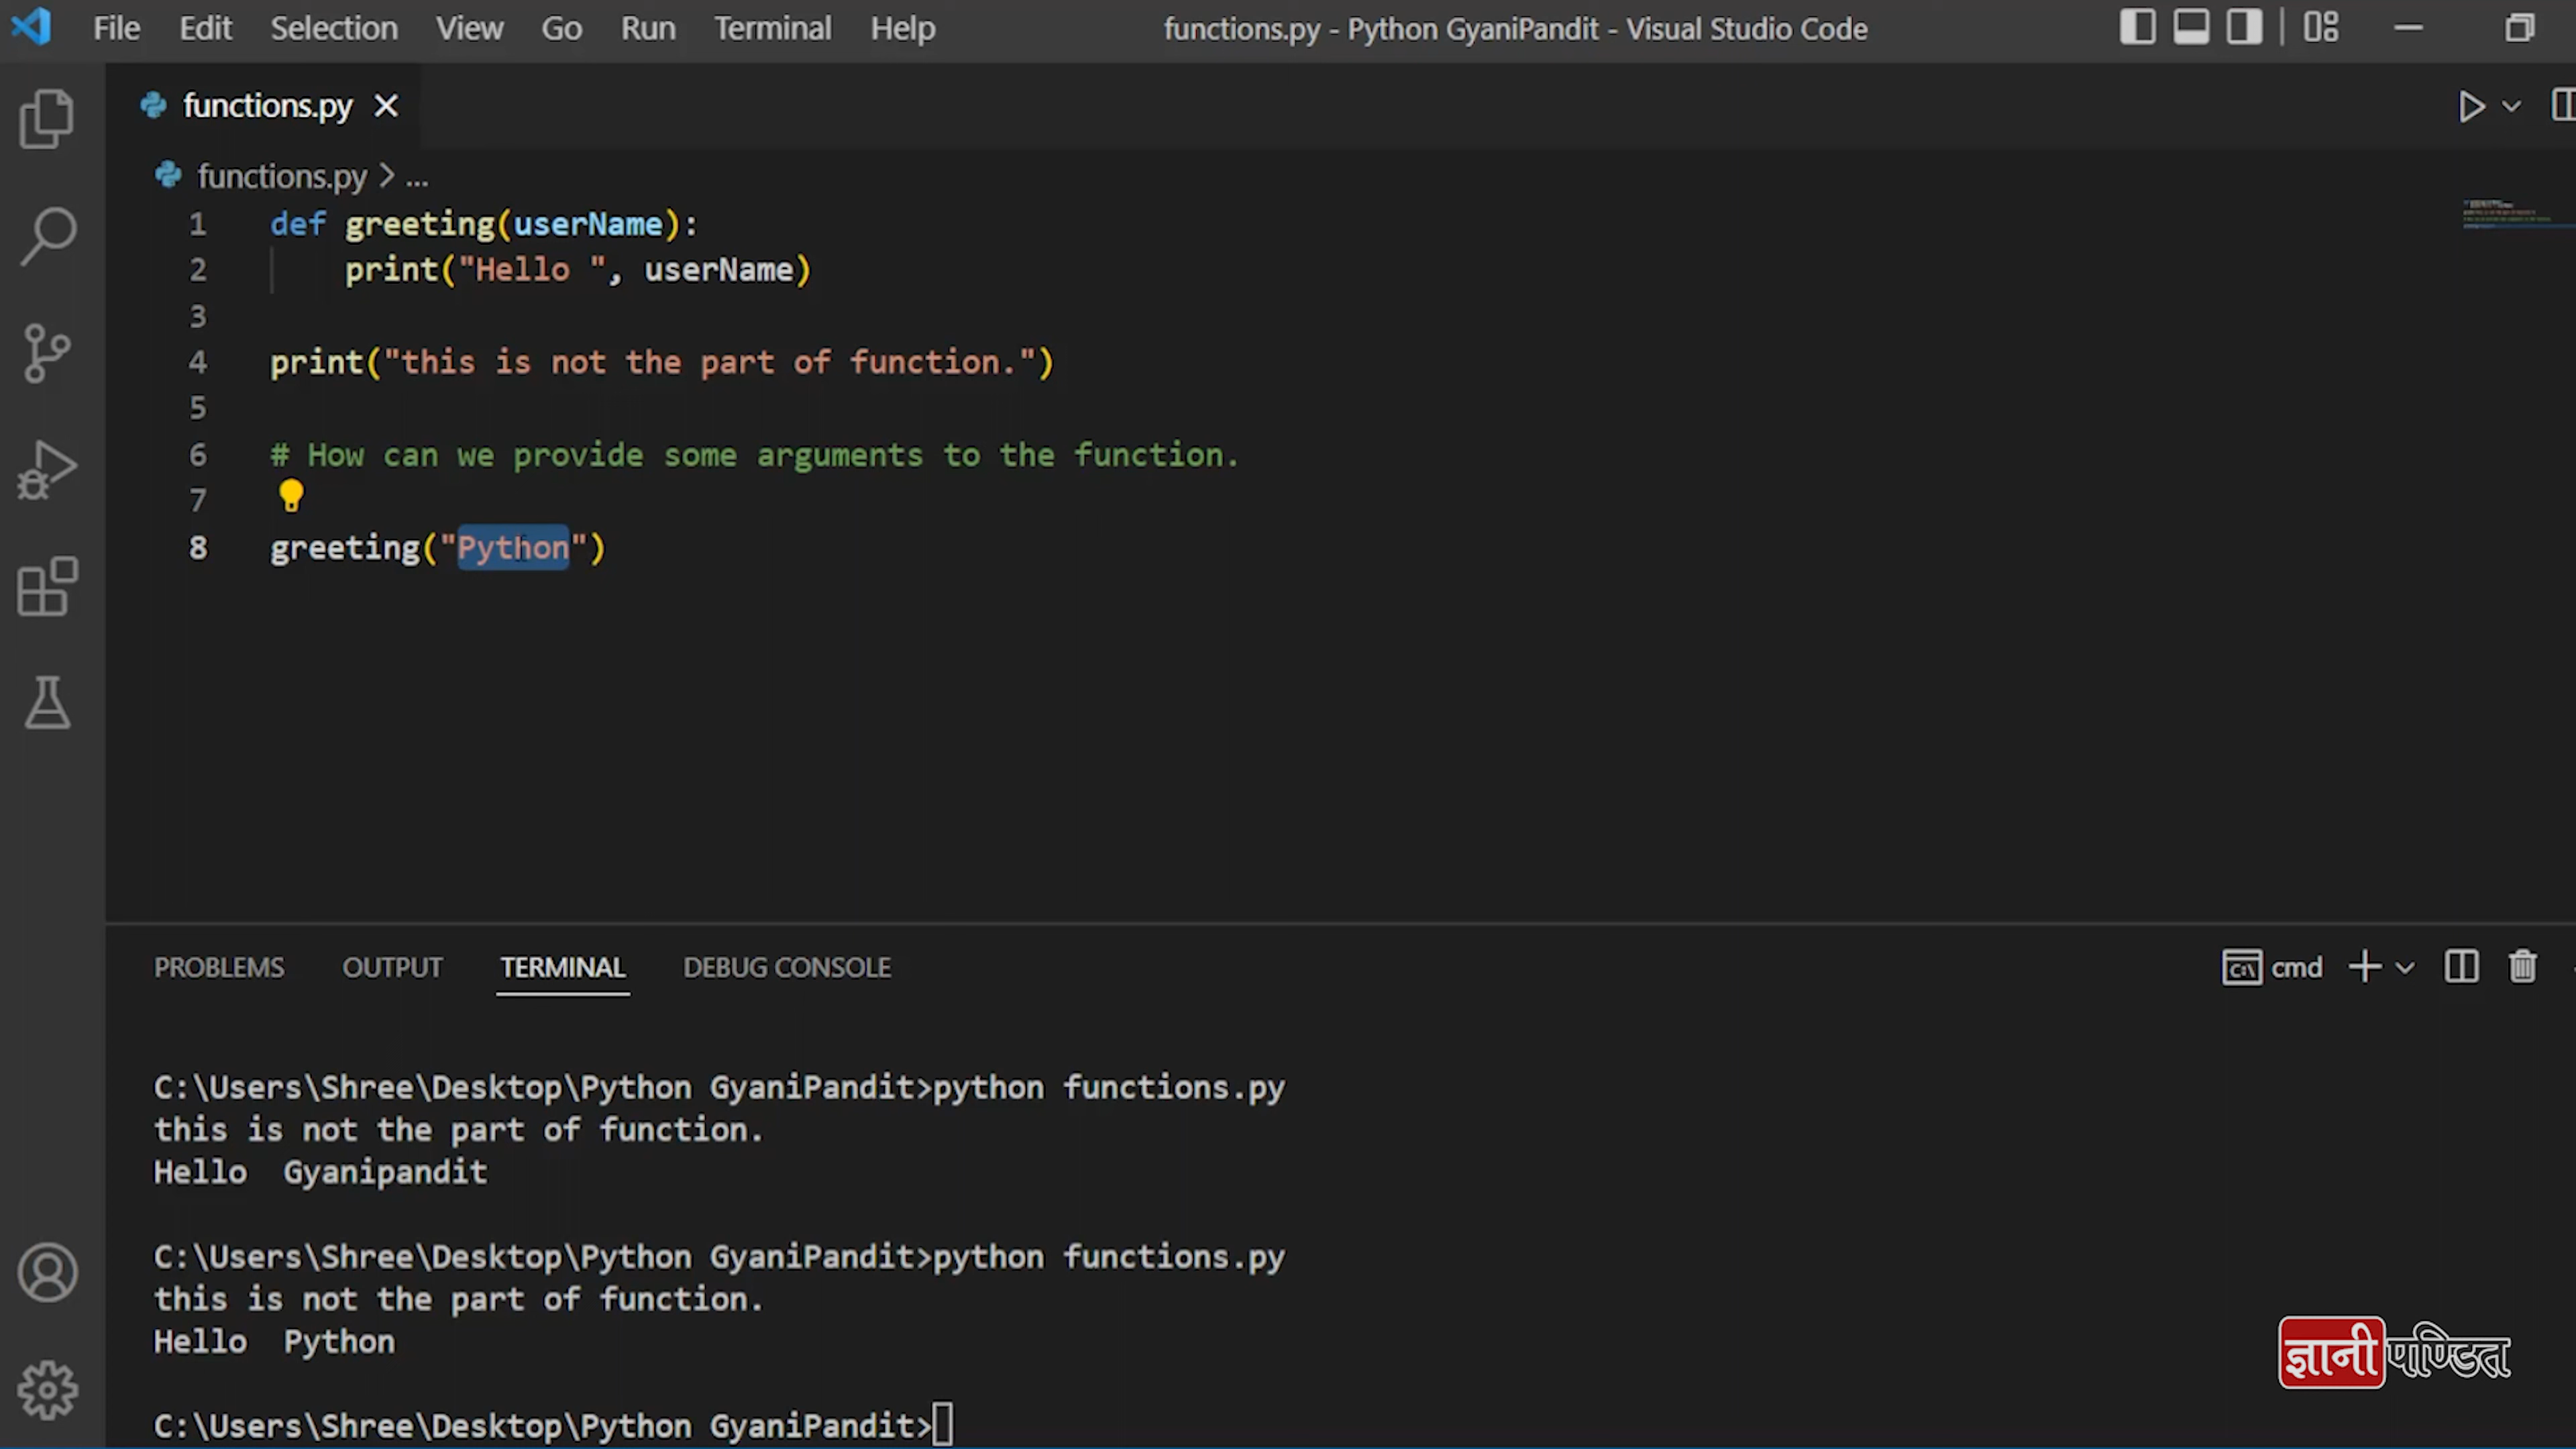 File Edit Selection View Go Run Terminal Help functions.py - Python GyaniPandit - Visual Studio Code
functions.py
functions.py > ...
1 def greeting(userName):
2 print("Hello ", userName)
3
4 print("this is not the part of function.")
5
6 # How can we provide some arguments to the function.
7
8 greeting("Python")
PROBLEMS OUTPUT TERMINAL DEBUG CONSOLE cmd
C:\Users\Shree\Desktop\Python GyaniPandit>python functions.py
this is not the part of function.
Hello  Gyanipandit
C:\Users\Shree\Desktop\Python GyaniPandit>python functions.py
this is not the part of function.
Hello  Python
C:\Users\Shree\Desktop\Python GyaniPandit>
ज्ञानी पण्डित